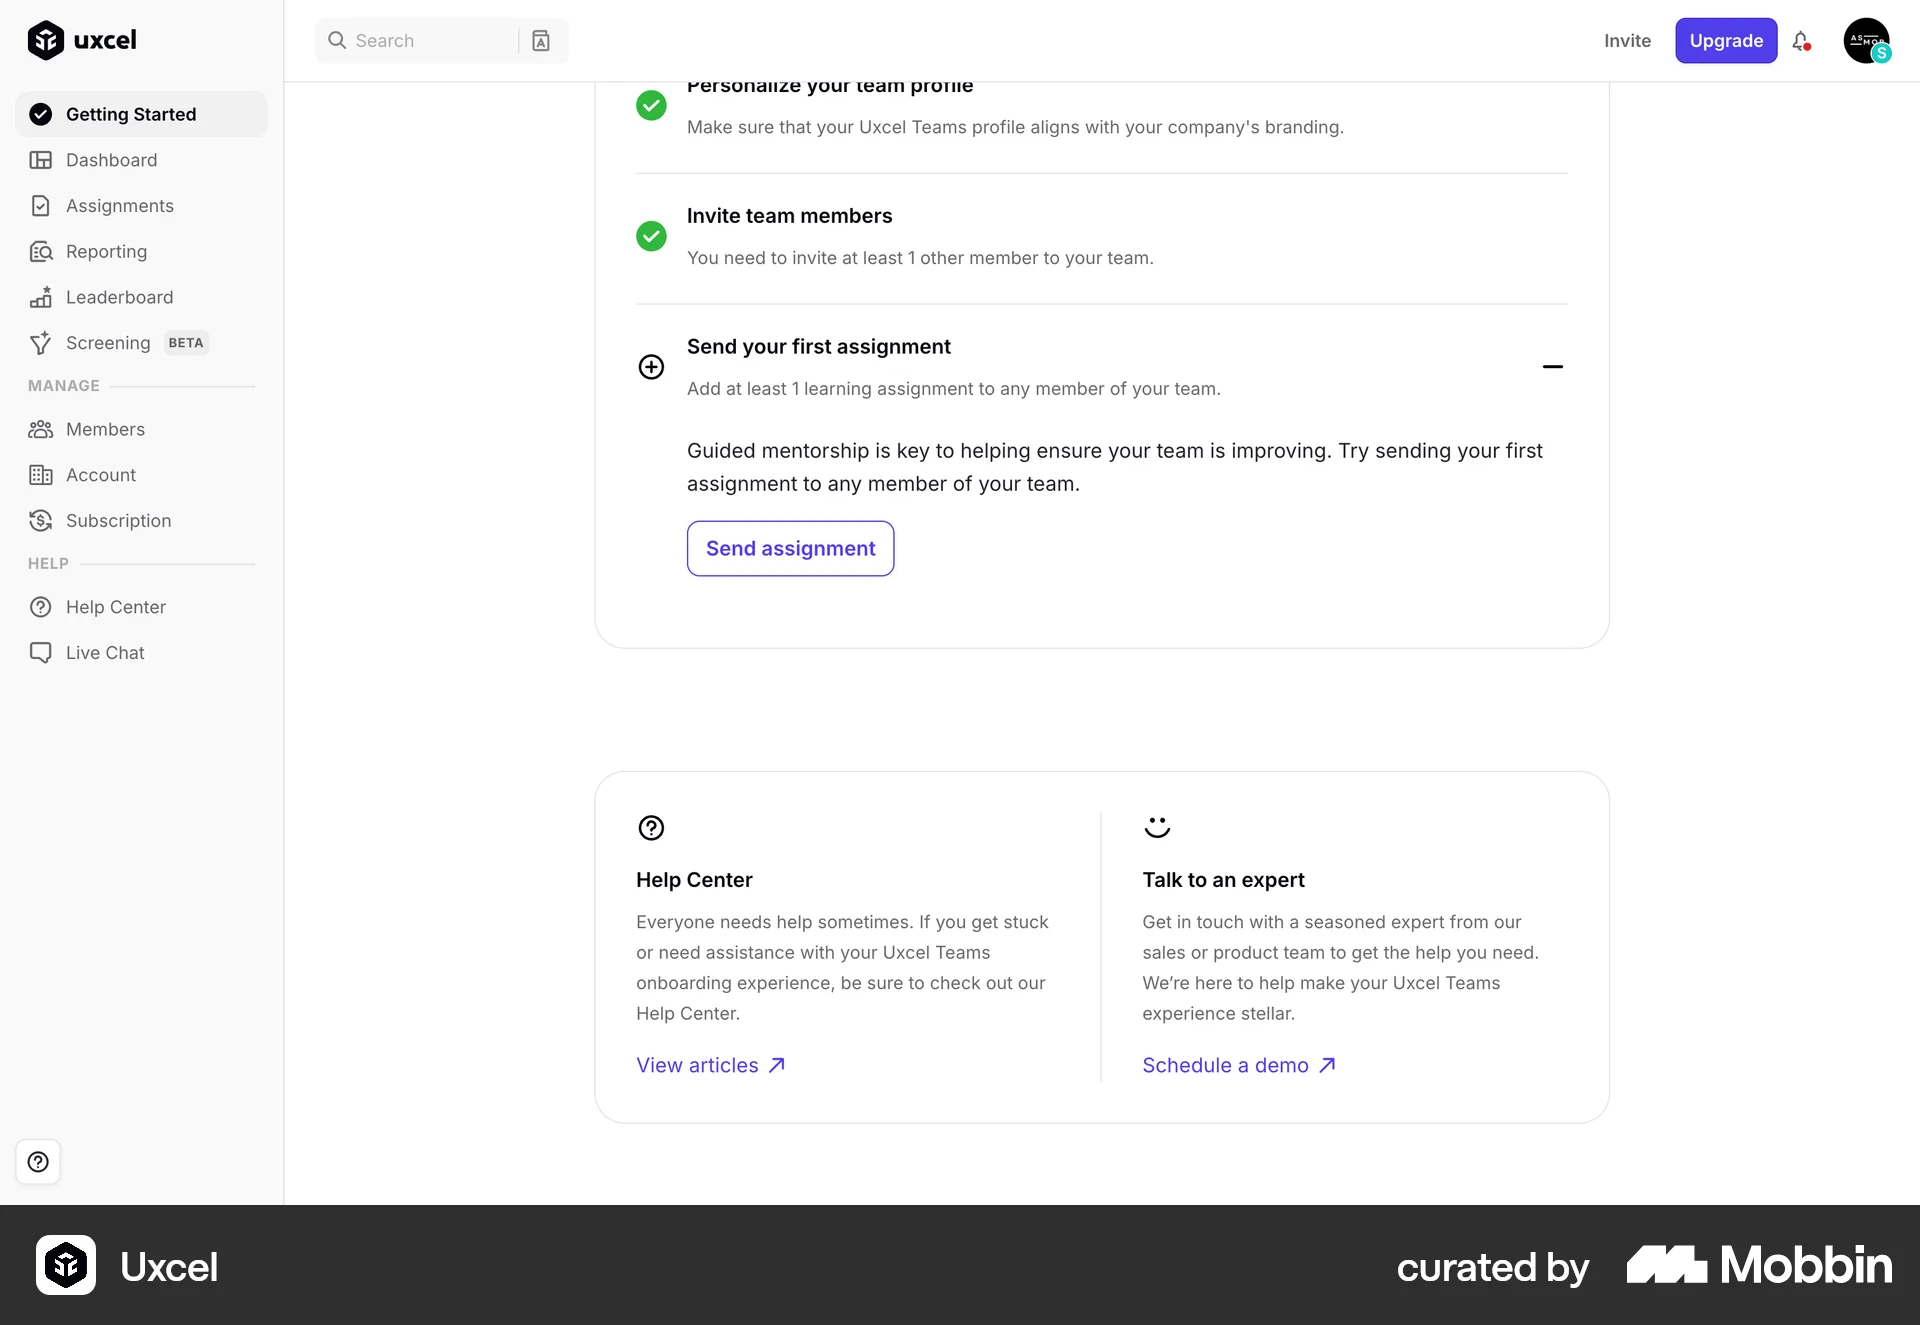 uxcel
Search
Invite
Upgrade
AS
MOB
S
Getting Started
Dashboard
Assignments
Reporting
Leaderboard
Screening BETA
MANAGE
Members
Account
Subscription
HELP
Help Center
Live Chat
Personalize your team profile
Make sure that your Uxcel Teams profile aligns with your company's branding.
Invite team members
You need to invite at least 1 other member to your team.
Send your first assignment
Add at least 1 learning assignment to any member of your team.
Guided mentorship is key to helping ensure your team is improving. Try sending your first
assignment to any member of your team.
Send assignment
Help Center
Everyone needs help sometimes. If you get stuck
or need assistance with your Uxcel Teams
onboarding experience, be sure to check out our
Help Center.
View articles
Talk to an expert
Get in touch with a seasoned expert from our
sales or product team to get the help you need.
We’re here to help make your Uxcel Teams
experience stellar.
Schedule a demo
Uxcel
curated by Mobbin